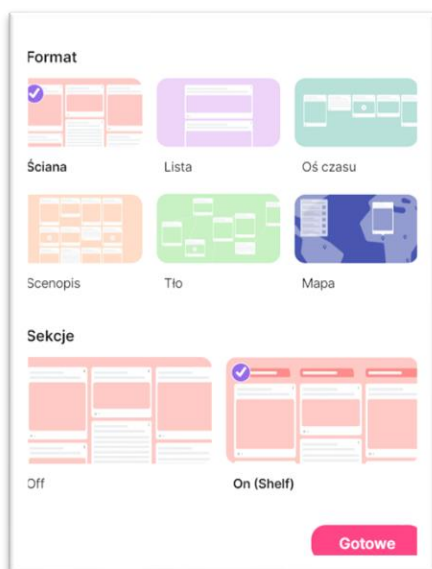 Format
Ściana
Lista
Oś czasu
Scenopis
Tło
Mapa
Sekcje
Off
On (Shelf)
Gotowe